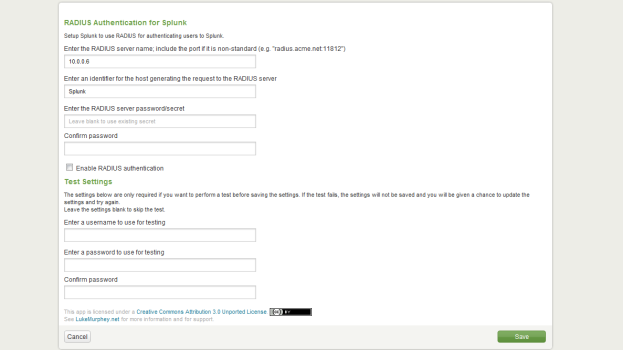 RADIUS Authentication for Splunk
Setup Splunk to use RADIUS for authenticating users to Splunk.
Enter the RADIUS server name; include the port if it is non-standard (e.g. "radius.acme.net:11812")
10.0.0.6
Enter an identifier for the host generating the request to the RADIUS server
Splunk
Enter the RADIUS server password/secret
Leave blank to use existing secret
Confirm password
Enable RADIUS authentication
Test Settings
The settings below are only required if you want to perform a test before saving the settings. If the test fails, the settings will not be saved and you will be given a chance to update the
settings and try again.
Leave the settings blank to skip the test.
Enter a username to use for testing
Enter a password to use for testing
Confirm password
This app is licensed under a Creative Commons Attribution 3.0 Unported License. (cc) BY
See LukeMurphey.net for more information and for support.
Cancel
Save